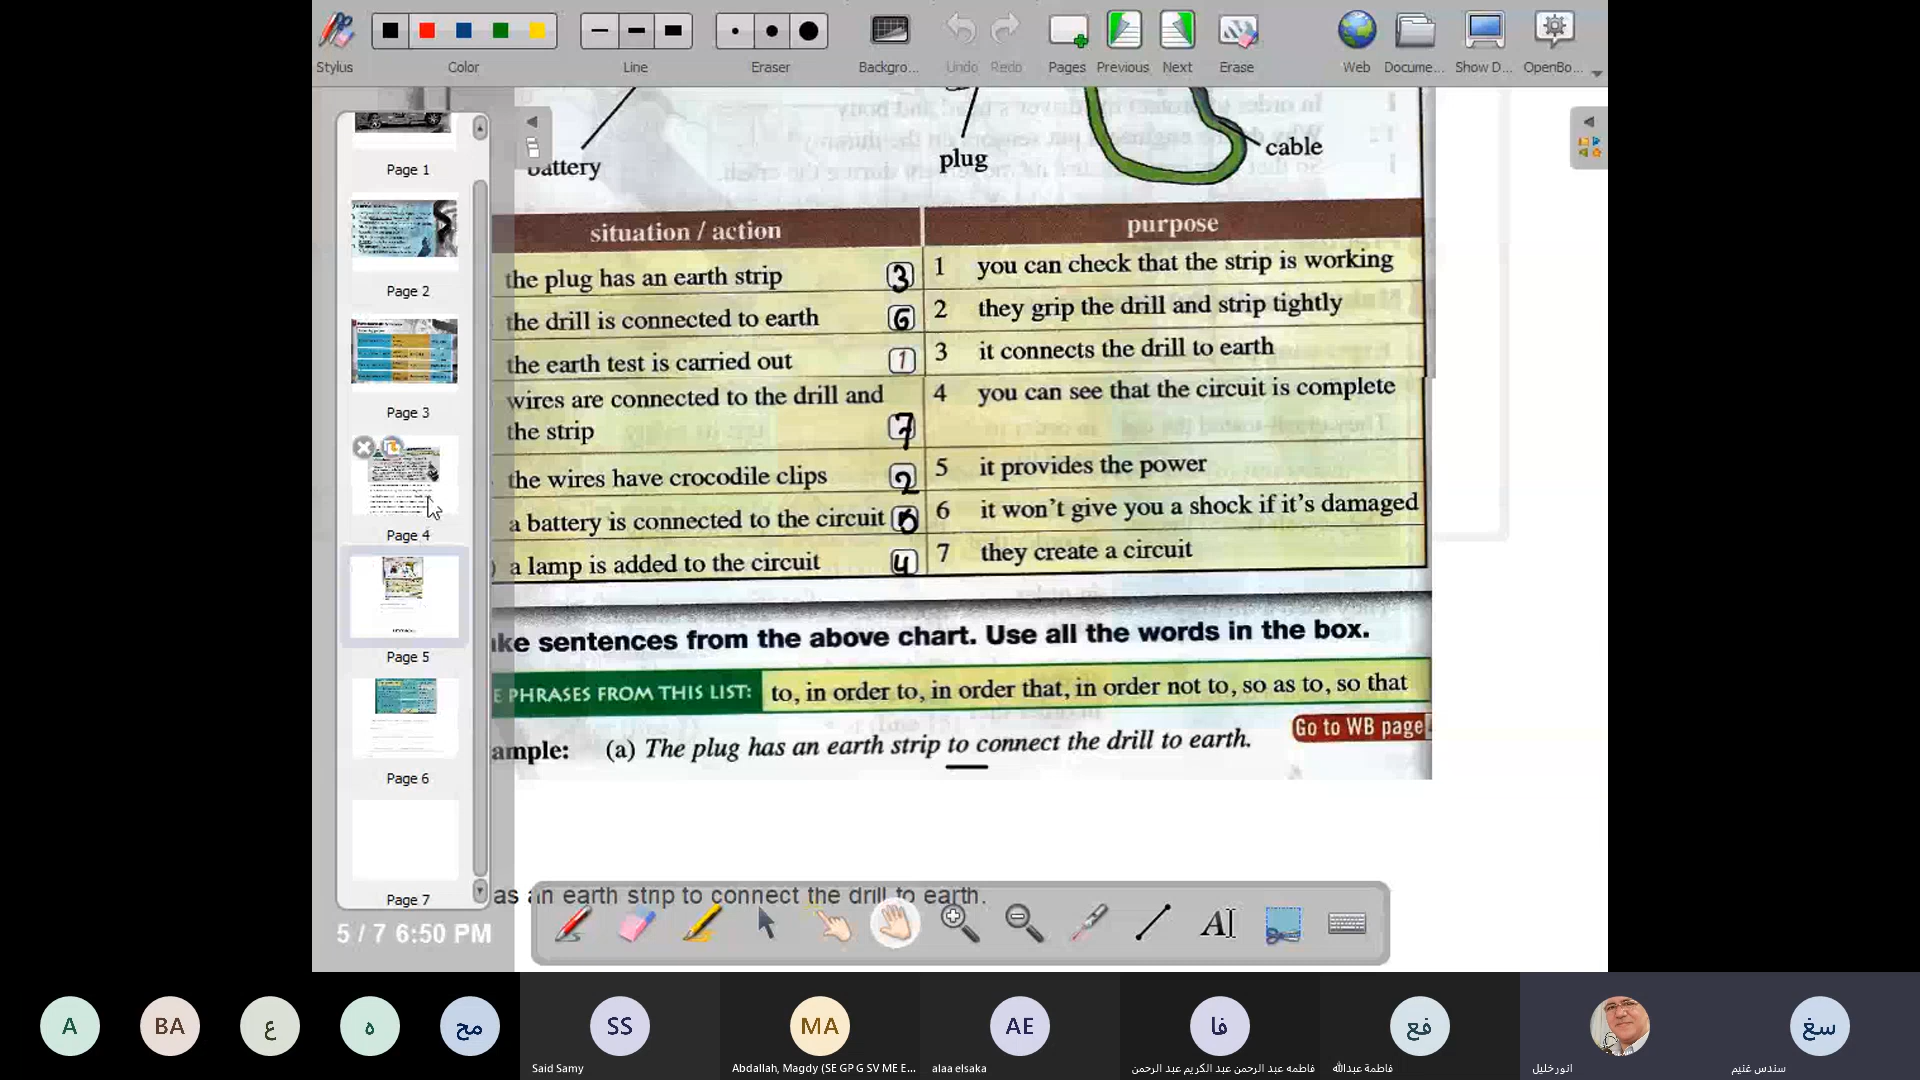 Stylus
Color
Line
Eraser
Backgro...
Undo
Redo
Pages
Previous
Next
Erase
Web
Docume...
Show D...
OpenBo...
Page 1
Page 2
Page 3
Page 4
Page 5
Page 6
Page 7
5 / 7 6:50 PM
battery
plug
cable
situation / action
purpose
the plug has an earth strip 3
1 you can check that the strip is working
the drill is connected to earth 6
2 they grip the drill and strip tightly
the earth test is carried out 1
3 it connects the drill to earth
wires are connected to the drill and
the strip 7
4 you can see that the circuit is complete
the wires have crocodile clips 2
5 it provides the power
a battery is connected to the circuit 5
6 it won't give you a shock if it's damaged
) a lamp is added to the circuit 4
7 they create a circuit
ke sentences from the above chart. Use all the words in the box.
E PHRASES FROM THIS LIST: to, in order to, in order that, in order not to, so as to, so that
Go to WB page
ample: (a) The plug has an earth strip to connect the drill to earth.
as an earth strip to connect the drill to earth.
A
BA
ع
ه
مح
SS
MA
AE
فا
فع
سغ
Said Samy
Abdallah, Magdy (SE GP G SV ME E...
alaa elsaka
فاطمه عبد الرحمن عبد الكريم عبد الرحمن
فاطمة عبدالله
انور خليل
سندس غنيم